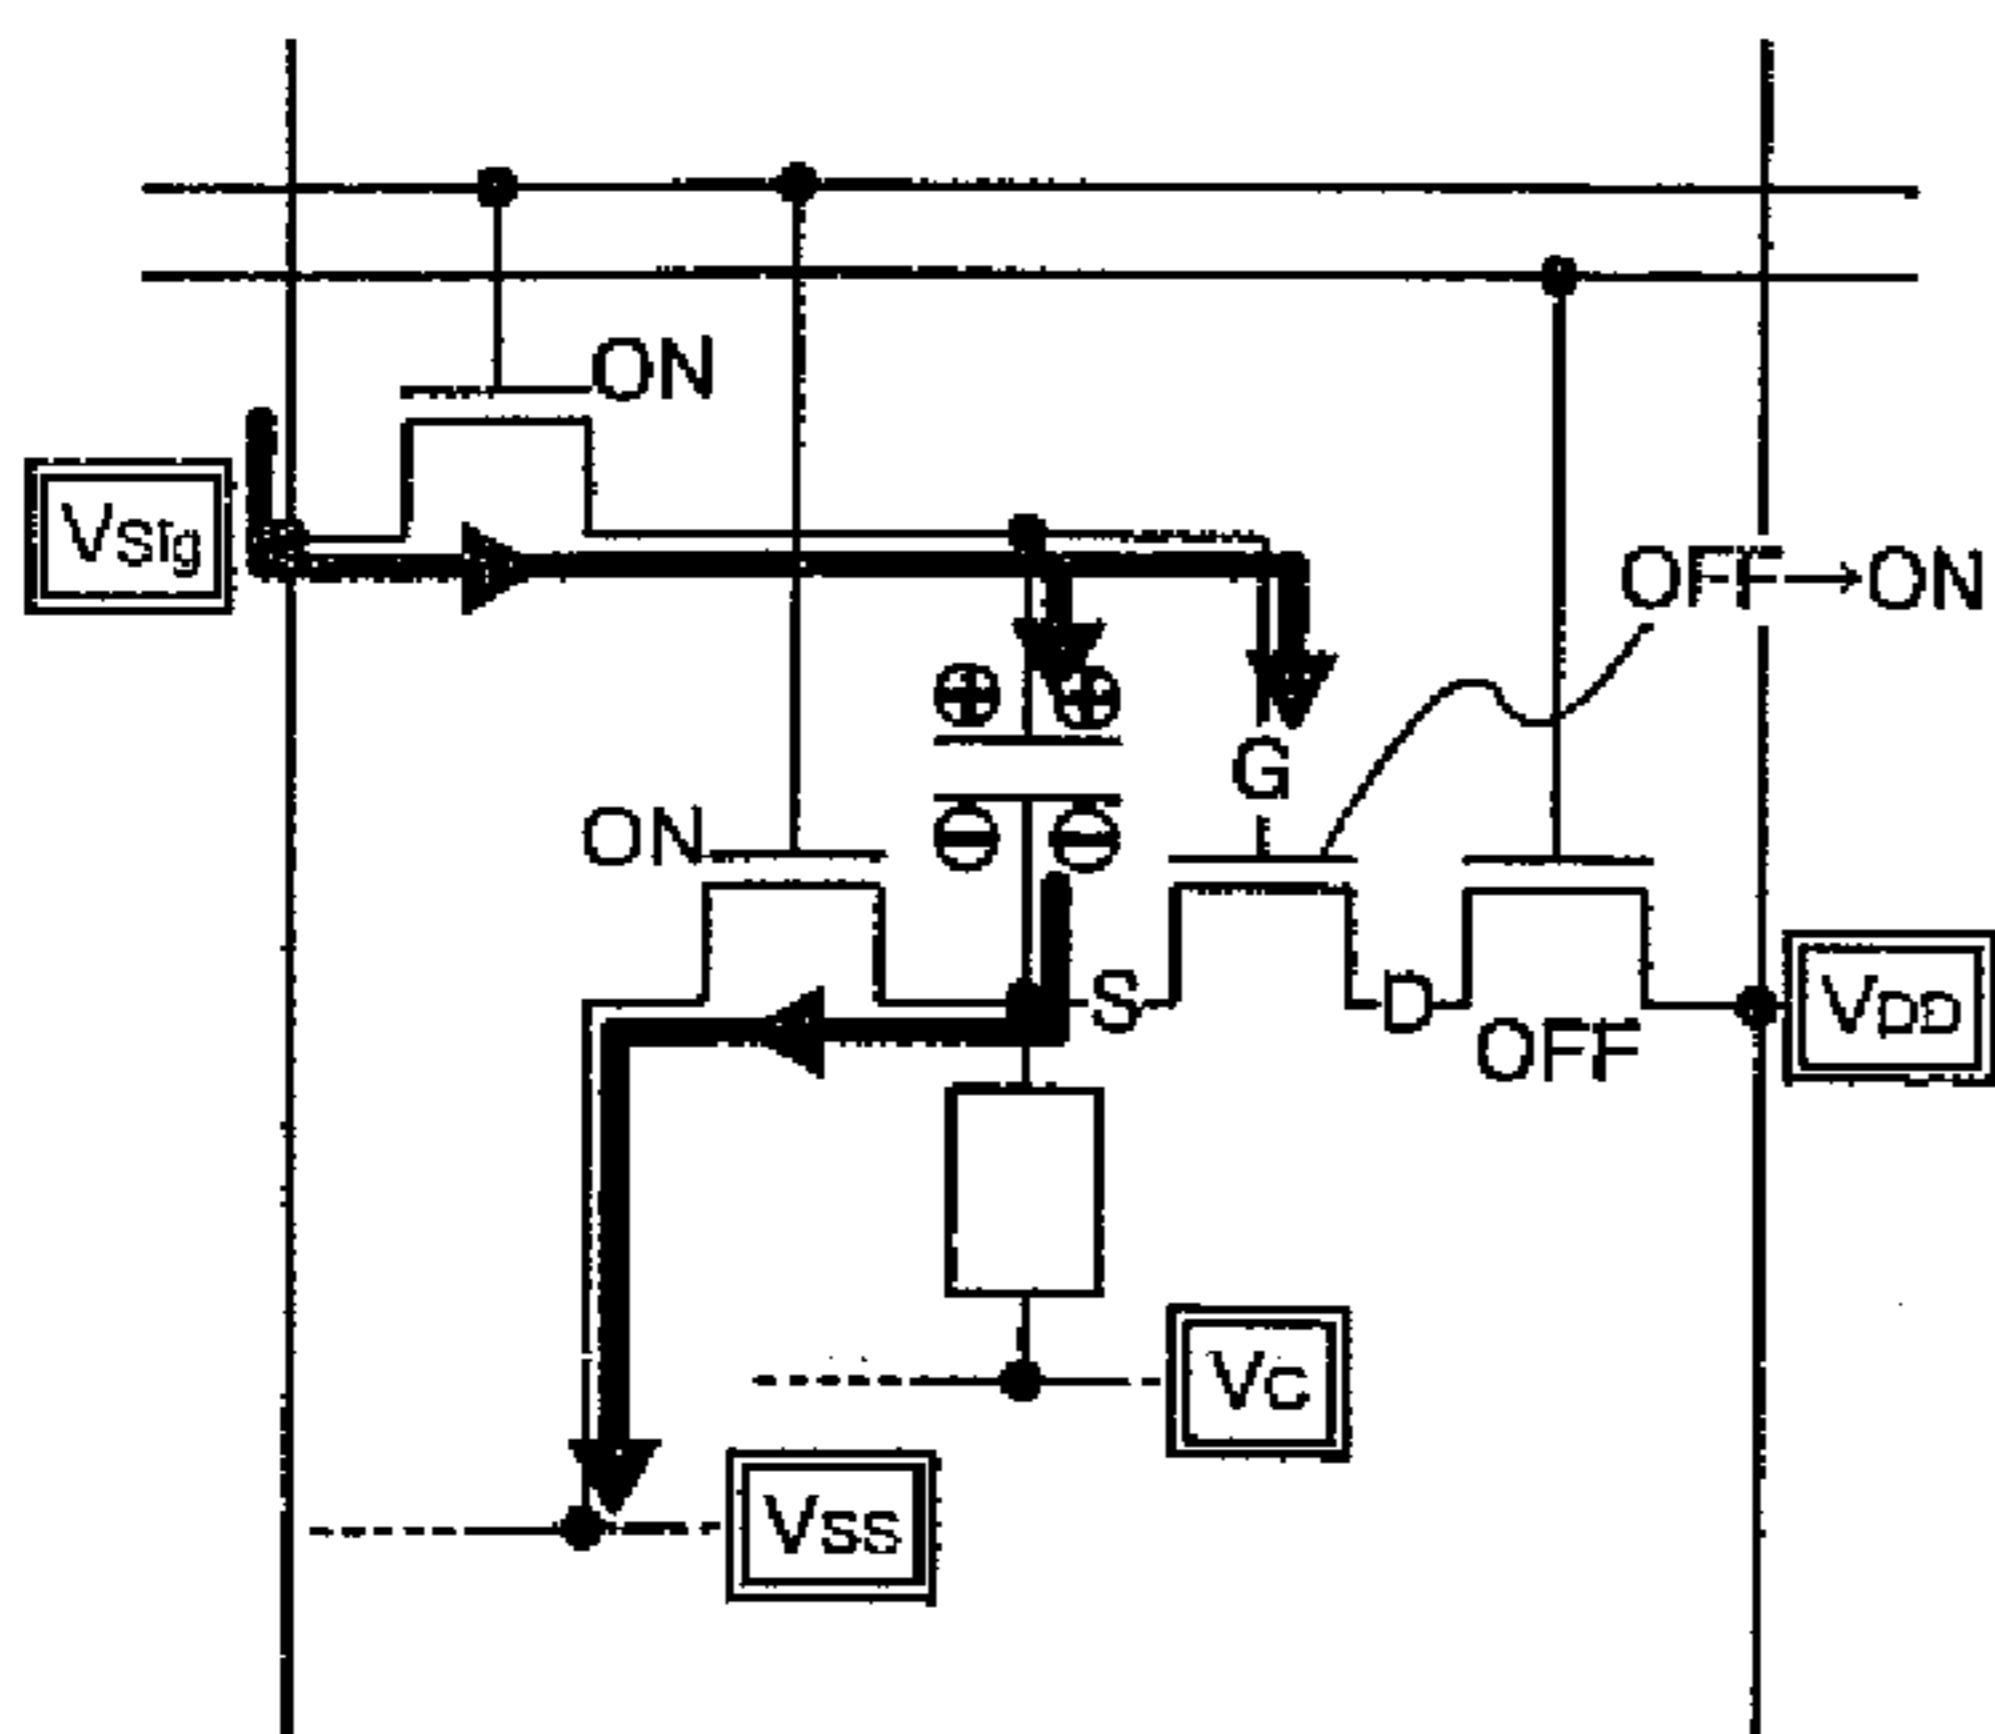 ON
VSig
OFF→ON
⊕ ⊕
G
ON
⊖ ⊖
S
D
OFF
VDD
VC
VSS